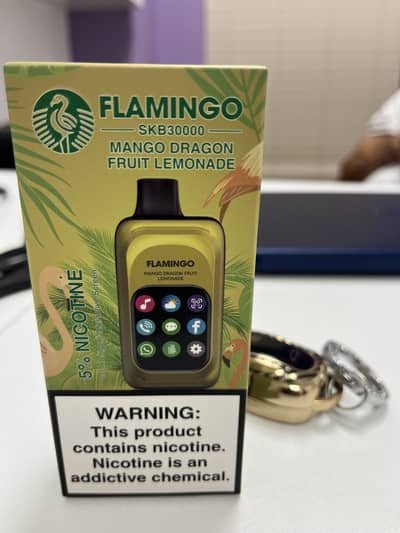 FLAMINGO
SKB30000
MANGO DRAGON
FRUIT LEMONADE
FLAMINGO
MANGO DRAGON FRUIT
LEMONADE
5% NICOTINE
WARNING:
This product
contains nicotine.
Nicotine is an
addictive chemical.